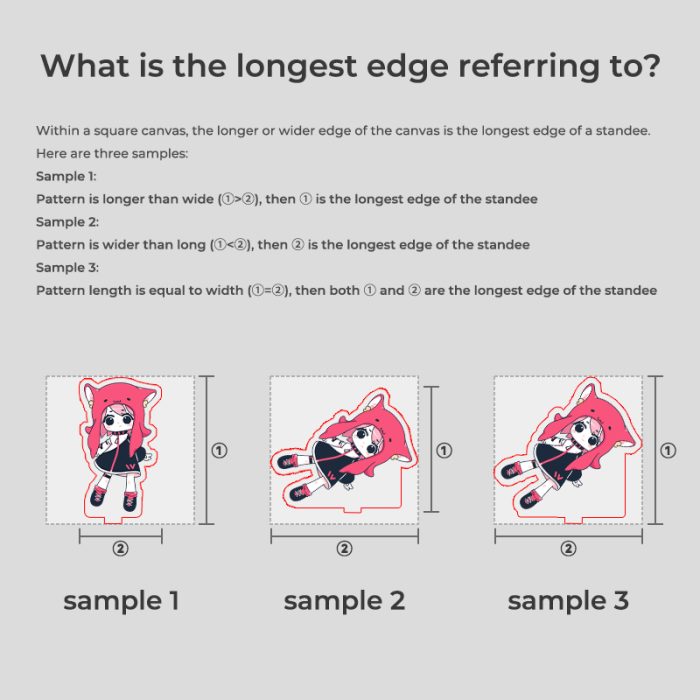 What is the longest edge referring to?
Within a square canvas, the longer or wider edge of the canvas is the longest edge of a standee.
Here are three samples:
Sample 1:
Pattern is longer than wide (①>②), then ① is the longest edge of the standee
Sample 2:
Pattern is wider than long (①<②), then ② is the longest edge of the standee
Sample 3:
Pattern length is equal to width (①=②), then both ① and ② are the longest edge of the standee
① ① ①
② ② ②
sample 1 sample 2 sample 3